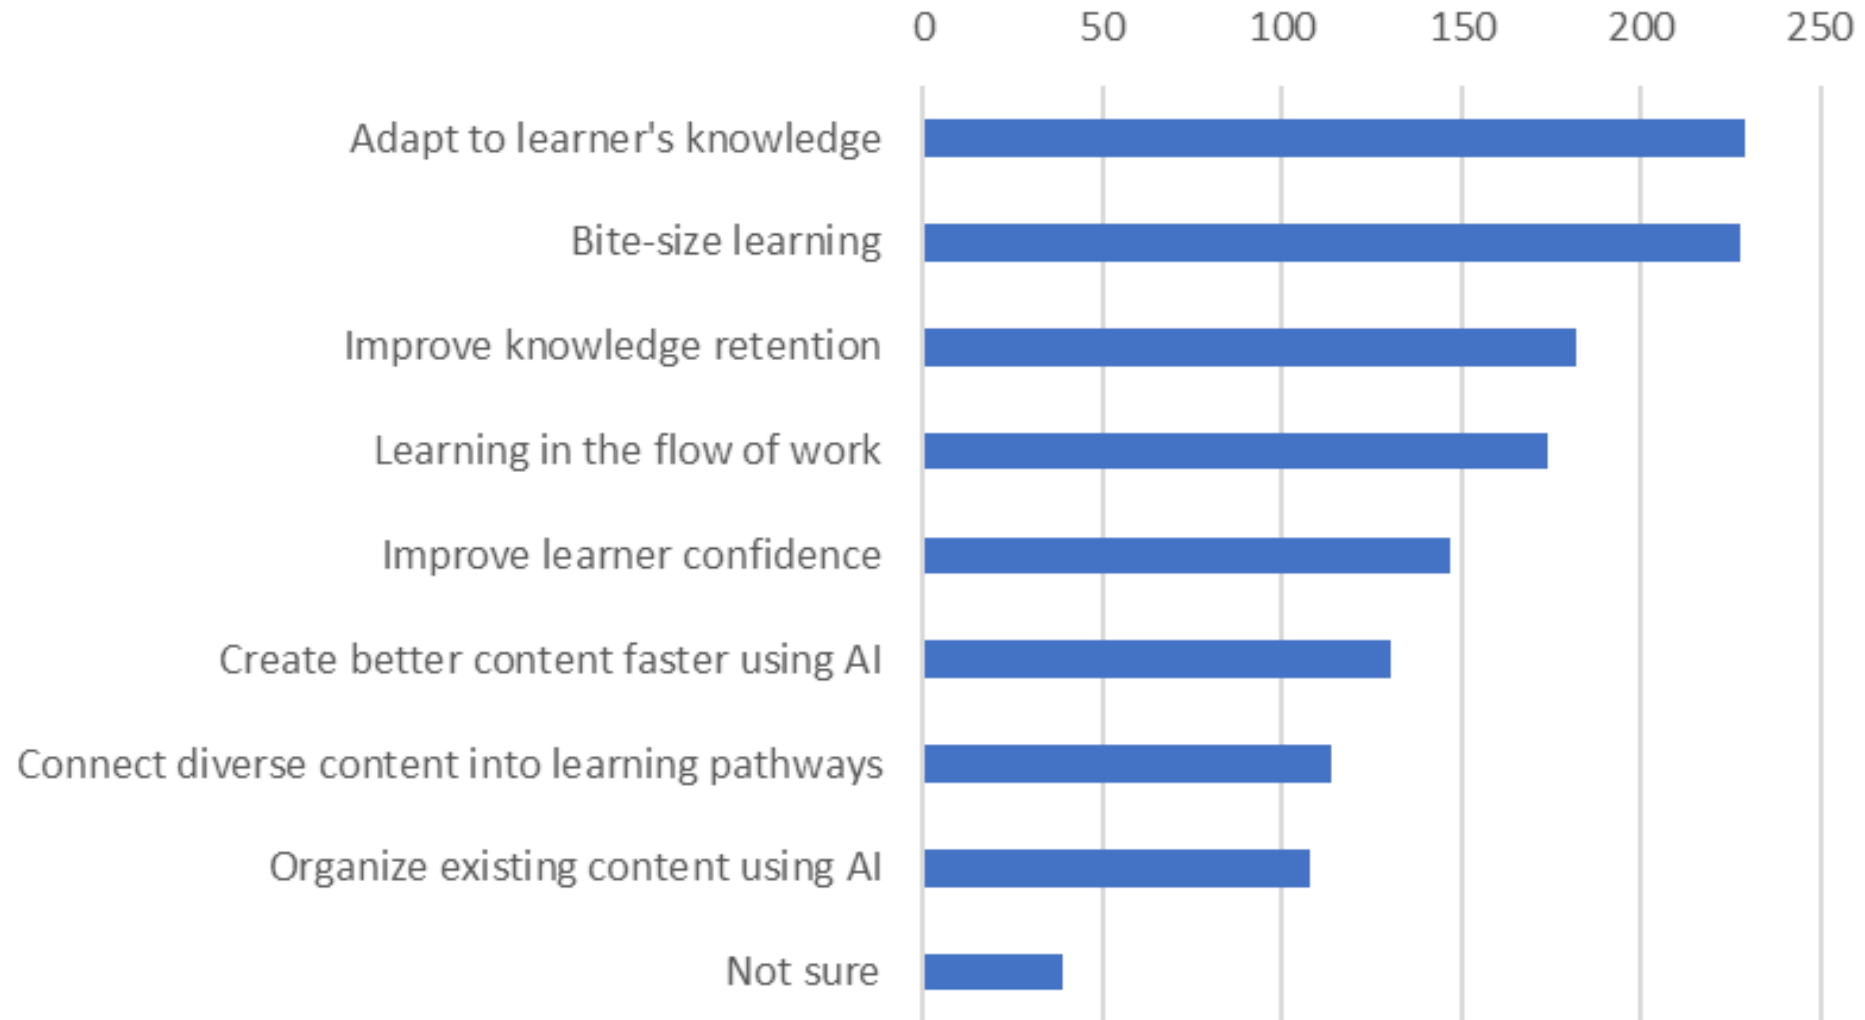 0 50 100 150 200 250
Adapt to learner's knowledge
Bite-size learning
Improve knowledge retention
Learning in the flow of work
Improve learner confidence
Create better content faster using AI
Connect diverse content into learning pathways
Organize existing content using AI
Not sure